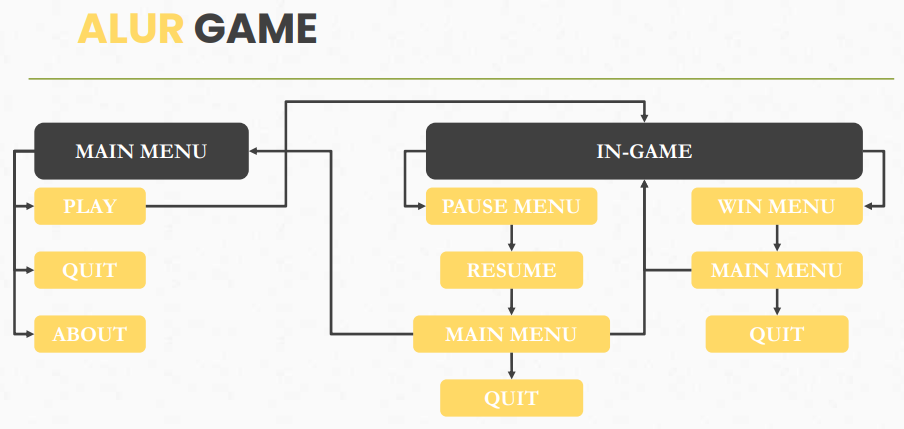 ALUR GAME
MAIN MENU
PLAY
QUIT
ABOUT
IN-GAME
PAUSE MENU
RESUME
MAIN MENU
QUIT
WIN MENU
MAIN MENU
QUIT